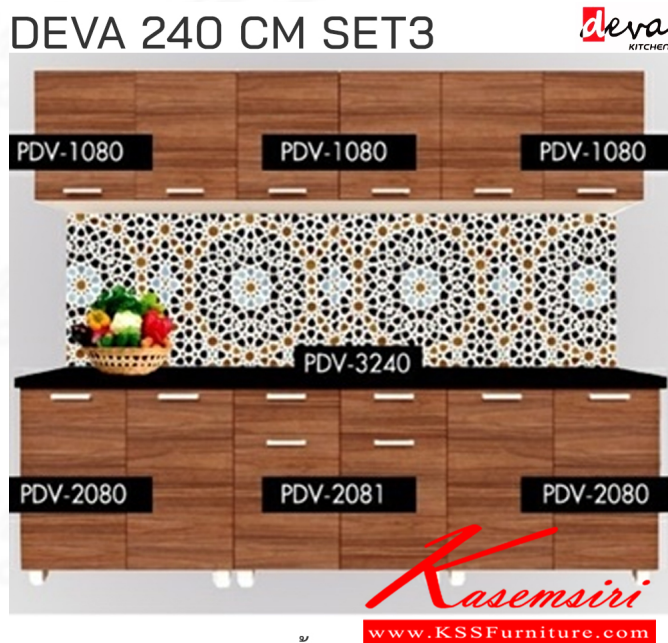 DEVA 240 CM SET3
deva
KITCHEN
PDV-1080 PDV-1080 PDV-1080
PDV-3240
PDV-2080 PDV-2081 PDV-2080
Kasemsiri
www.KSSFurniture.com